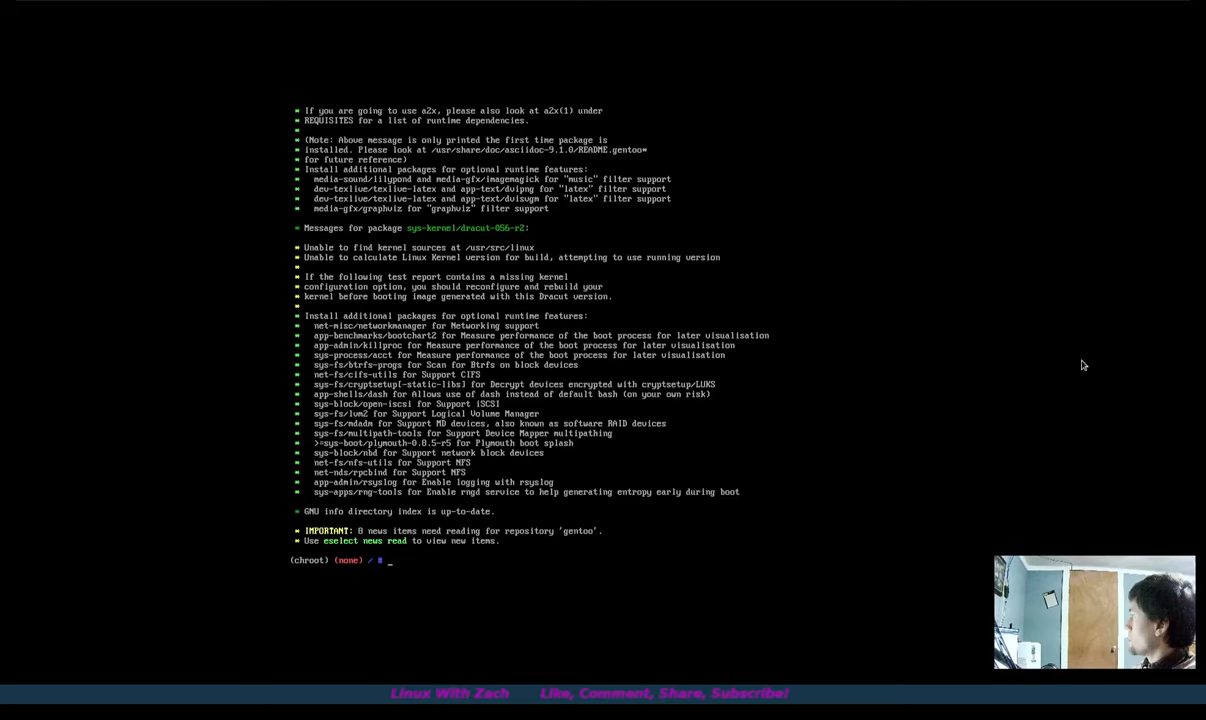 * If you are going to use a2x, please also look at a2x(1) under
* REQUISITES for a list of runtime dependencies.
*
* (Note: Above message is only printed the first time package is
* installed. Please look at /usr/share/doc/asciidoc-9.1.0/README.gentoo*
* for future reference)
* Install additional packages for optional runtime features:
*   media-sound/lilypond and media-gfx/imagemagick for "music" filter support
*   dev-texlive/texlive-latex and app-text/dvipng for "latex" filter support
*   dev-texlive/texlive-latex and app-text/dvisvgm for "latex" filter support
*   media-gfx/graphviz for "graphviz" filter support
* Messages for package sys-kernel/dracut-056-r2:
* Unable to find kernel sources at /usr/src/linux
* Unable to calculate Linux Kernel version for build, attempting to use running version
*
* If the following test report contains a missing kernel
* configuration option, you should reconfigure and rebuild your
* kernel before booting image generated with this Dracut version.
*
* Install additional packages for optional runtime features:
*   net-misc/networkmanager for Networking support
*   app-benchmarks/bootchart2 for Measure performance of the boot process for later visualisation
*   app-admin/killproc for Measure performance of the boot process for later visualisation
*   sys-process/acct for Measure performance of the boot process for later visualisation
*   sys-fs/btrfs-progs for Scan for Btrfs on block devices
*   net-fs/cifs-utils for Support CIFS
*   sys-fs/cryptsetup[-static-libs] for Decrypt devices encrypted with cryptsetup/LUKS
*   app-shells/dash for Allows use of dash instead of default bash (on your own risk)
*   sys-block/open-iscsi for Support iSCSI
*   sys-fs/lvm2 for Support Logical Volume Manager
*   sys-fs/mdadm for Support MD devices, also known as software RAID devices
*   sys-fs/multipath-tools for Support Device Mapper multipathing
*   >=sys-boot/plymouth-0.8.5-r5 for Plymouth boot splash
*   sys-block/nbd for Support network block devices
*   net-fs/nfs-utils for Support NFS
*   net-nds/rpcbind for Support NFS
*   app-admin/rsyslog for Enable logging with rsyslog
*   sys-apps/rng-tools for Enable rngd service to help generating entropy early during boot
* GNU info directory index is up-to-date.
* IMPORTANT: 8 news items need reading for repository 'gentoo'.
* Use eselect news read to view new items.
(chroot) (none) / # _
Linux With Zach Like, Comment, Share, Subscribe!